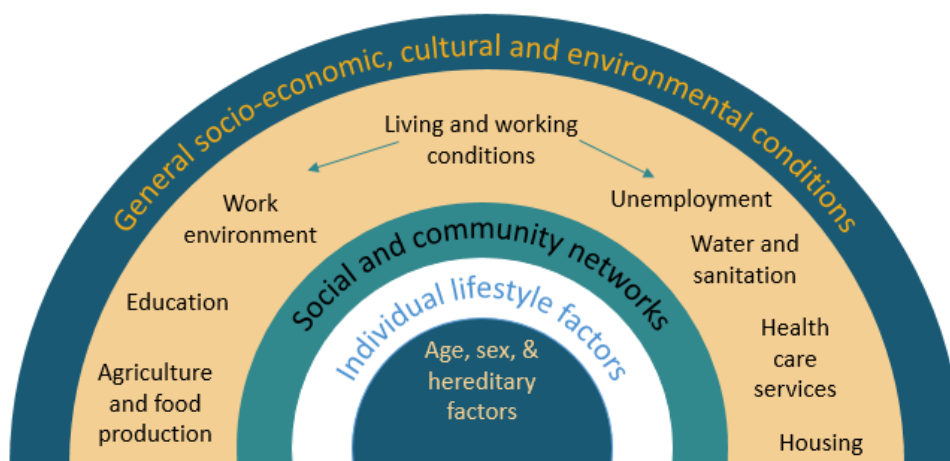 General socio-economic, cultural and environmental conditions
Living and working
conditions
Work
environment
Education
Agriculture
and food
production
Unemployment
Water and
sanitation
Health
care
services
Housing
Social and community networks
Individual lifestyle factors
Age, sex, &
hereditary
factors